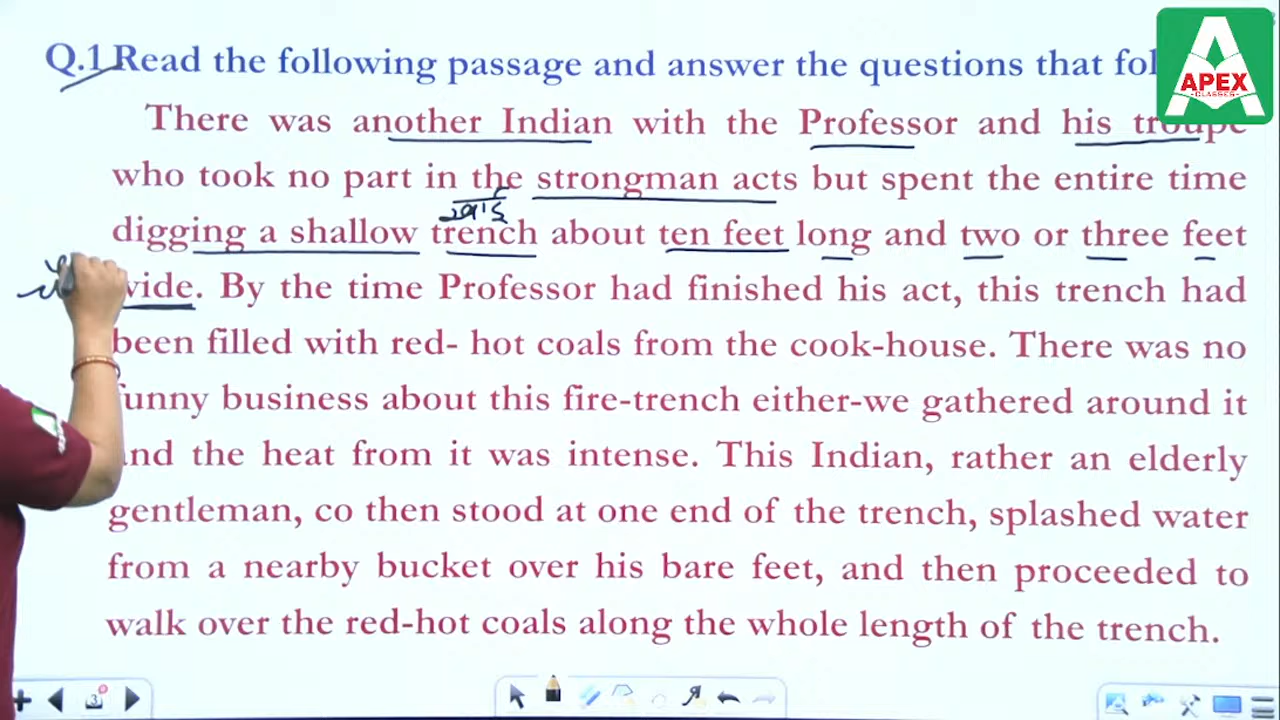 Q.1 Read the following passage and answer the questions that fol
APEX
-CLASSES-
There was another Indian with the Professor and his troupe
who took no part in the strongman acts but spent the entire time
digging a shallow trench about ten feet long and two or three feet
wide. By the time Professor had finished his act, this trench had
been filled with red- hot coals from the cook-house. There was no
funny business about this fire-trench either-we gathered around it
and the heat from it was intense. This Indian, rather an elderly
gentleman, co then stood at one end of the trench, splashed water
from a nearby bucket over his bare feet, and then proceeded to
walk over the red-hot coals along the whole length of the trench.
3